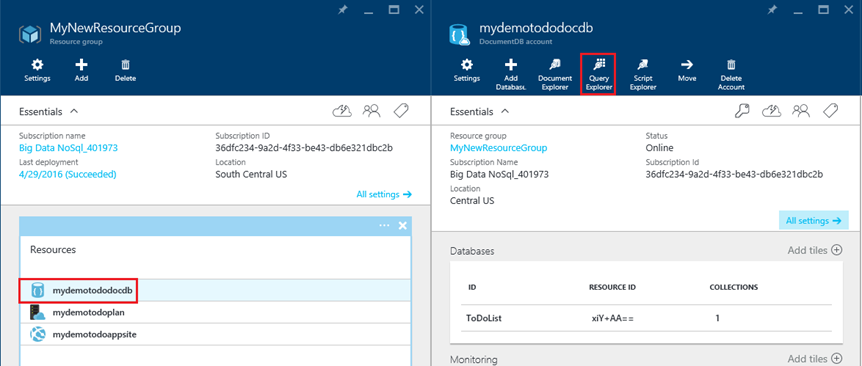 MyNewResourceGroup
Resource group
Settings
Add
Delete
Essentials
Subscription name
Subscription ID
Big Data NoSql_401973
36dfc234-9a2d-4f33-be43-db6e321dbc2b
Last deployment
Location
4/29/2016 (Succeeded)
South Central US
All settings
Resources
mydemotododocdb
mydemotodoplan
mydemotodoappsite
mydemotododocdb
DocumentDB account
Settings
Add
Databas.
Document
Explorer
Query
Explorer
Script
Explorer
Move
Delete
Account
Essentials
Resource group
Status
MyNewResourceGroup
Online
Subscription Name
Subscription Id
Big Data NoSql_401973
36dfc234-9a2d-4f33-be43-db6e321dbc2b
Location
Central US
All settings
Databases
Add tiles
ID
RESOURCE ID
COLLECTIONS
ToDoList
xiY+AA==
1
Monitoring
Add tiles